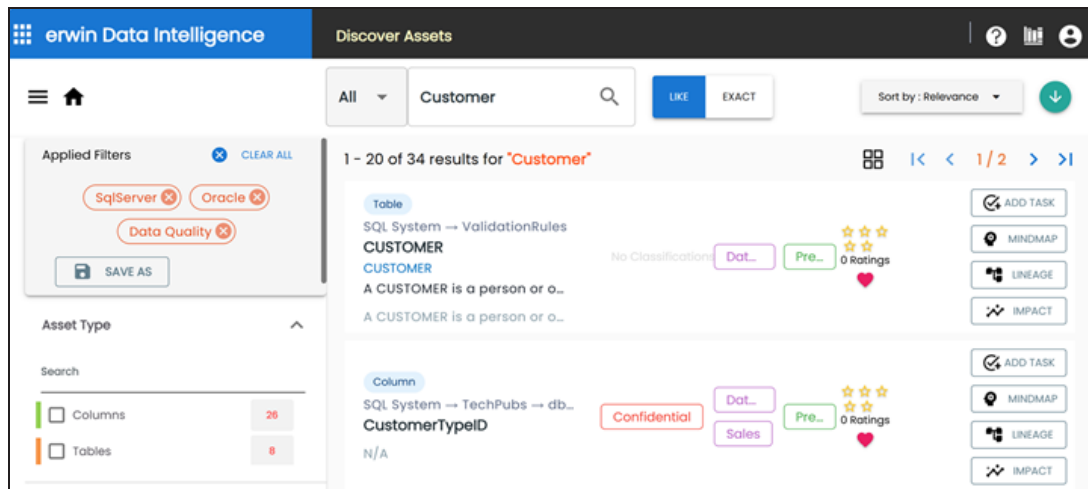 erwin Data Intelligence
Discover Assets
All
Customer
LIKE
EXACT
Sort by : Relevance
Applied Filters
CLEAR ALL
SqlServer
Oracle
Data Quality
SAVE AS
Asset Type
Search
Columns 26
Tables 8
1 - 20 of 34 results for "Customer"
1 / 2
Table
SQL System → ValidationRules
CUSTOMER
CUSTOMER
A CUSTOMER is a person or o...
A CUSTOMER is a person or o...
No Classifications
Dat...
Pre...
0 Ratings
ADD TASK
MINDMAP
LINEAGE
IMPACT
Column
SQL System → TechPubs → db...
CustomerTypeID
N/A
Confidential
Dat...
Sales
Pre...
0 Ratings
ADD TASK
MINDMAP
LINEAGE
IMPACT